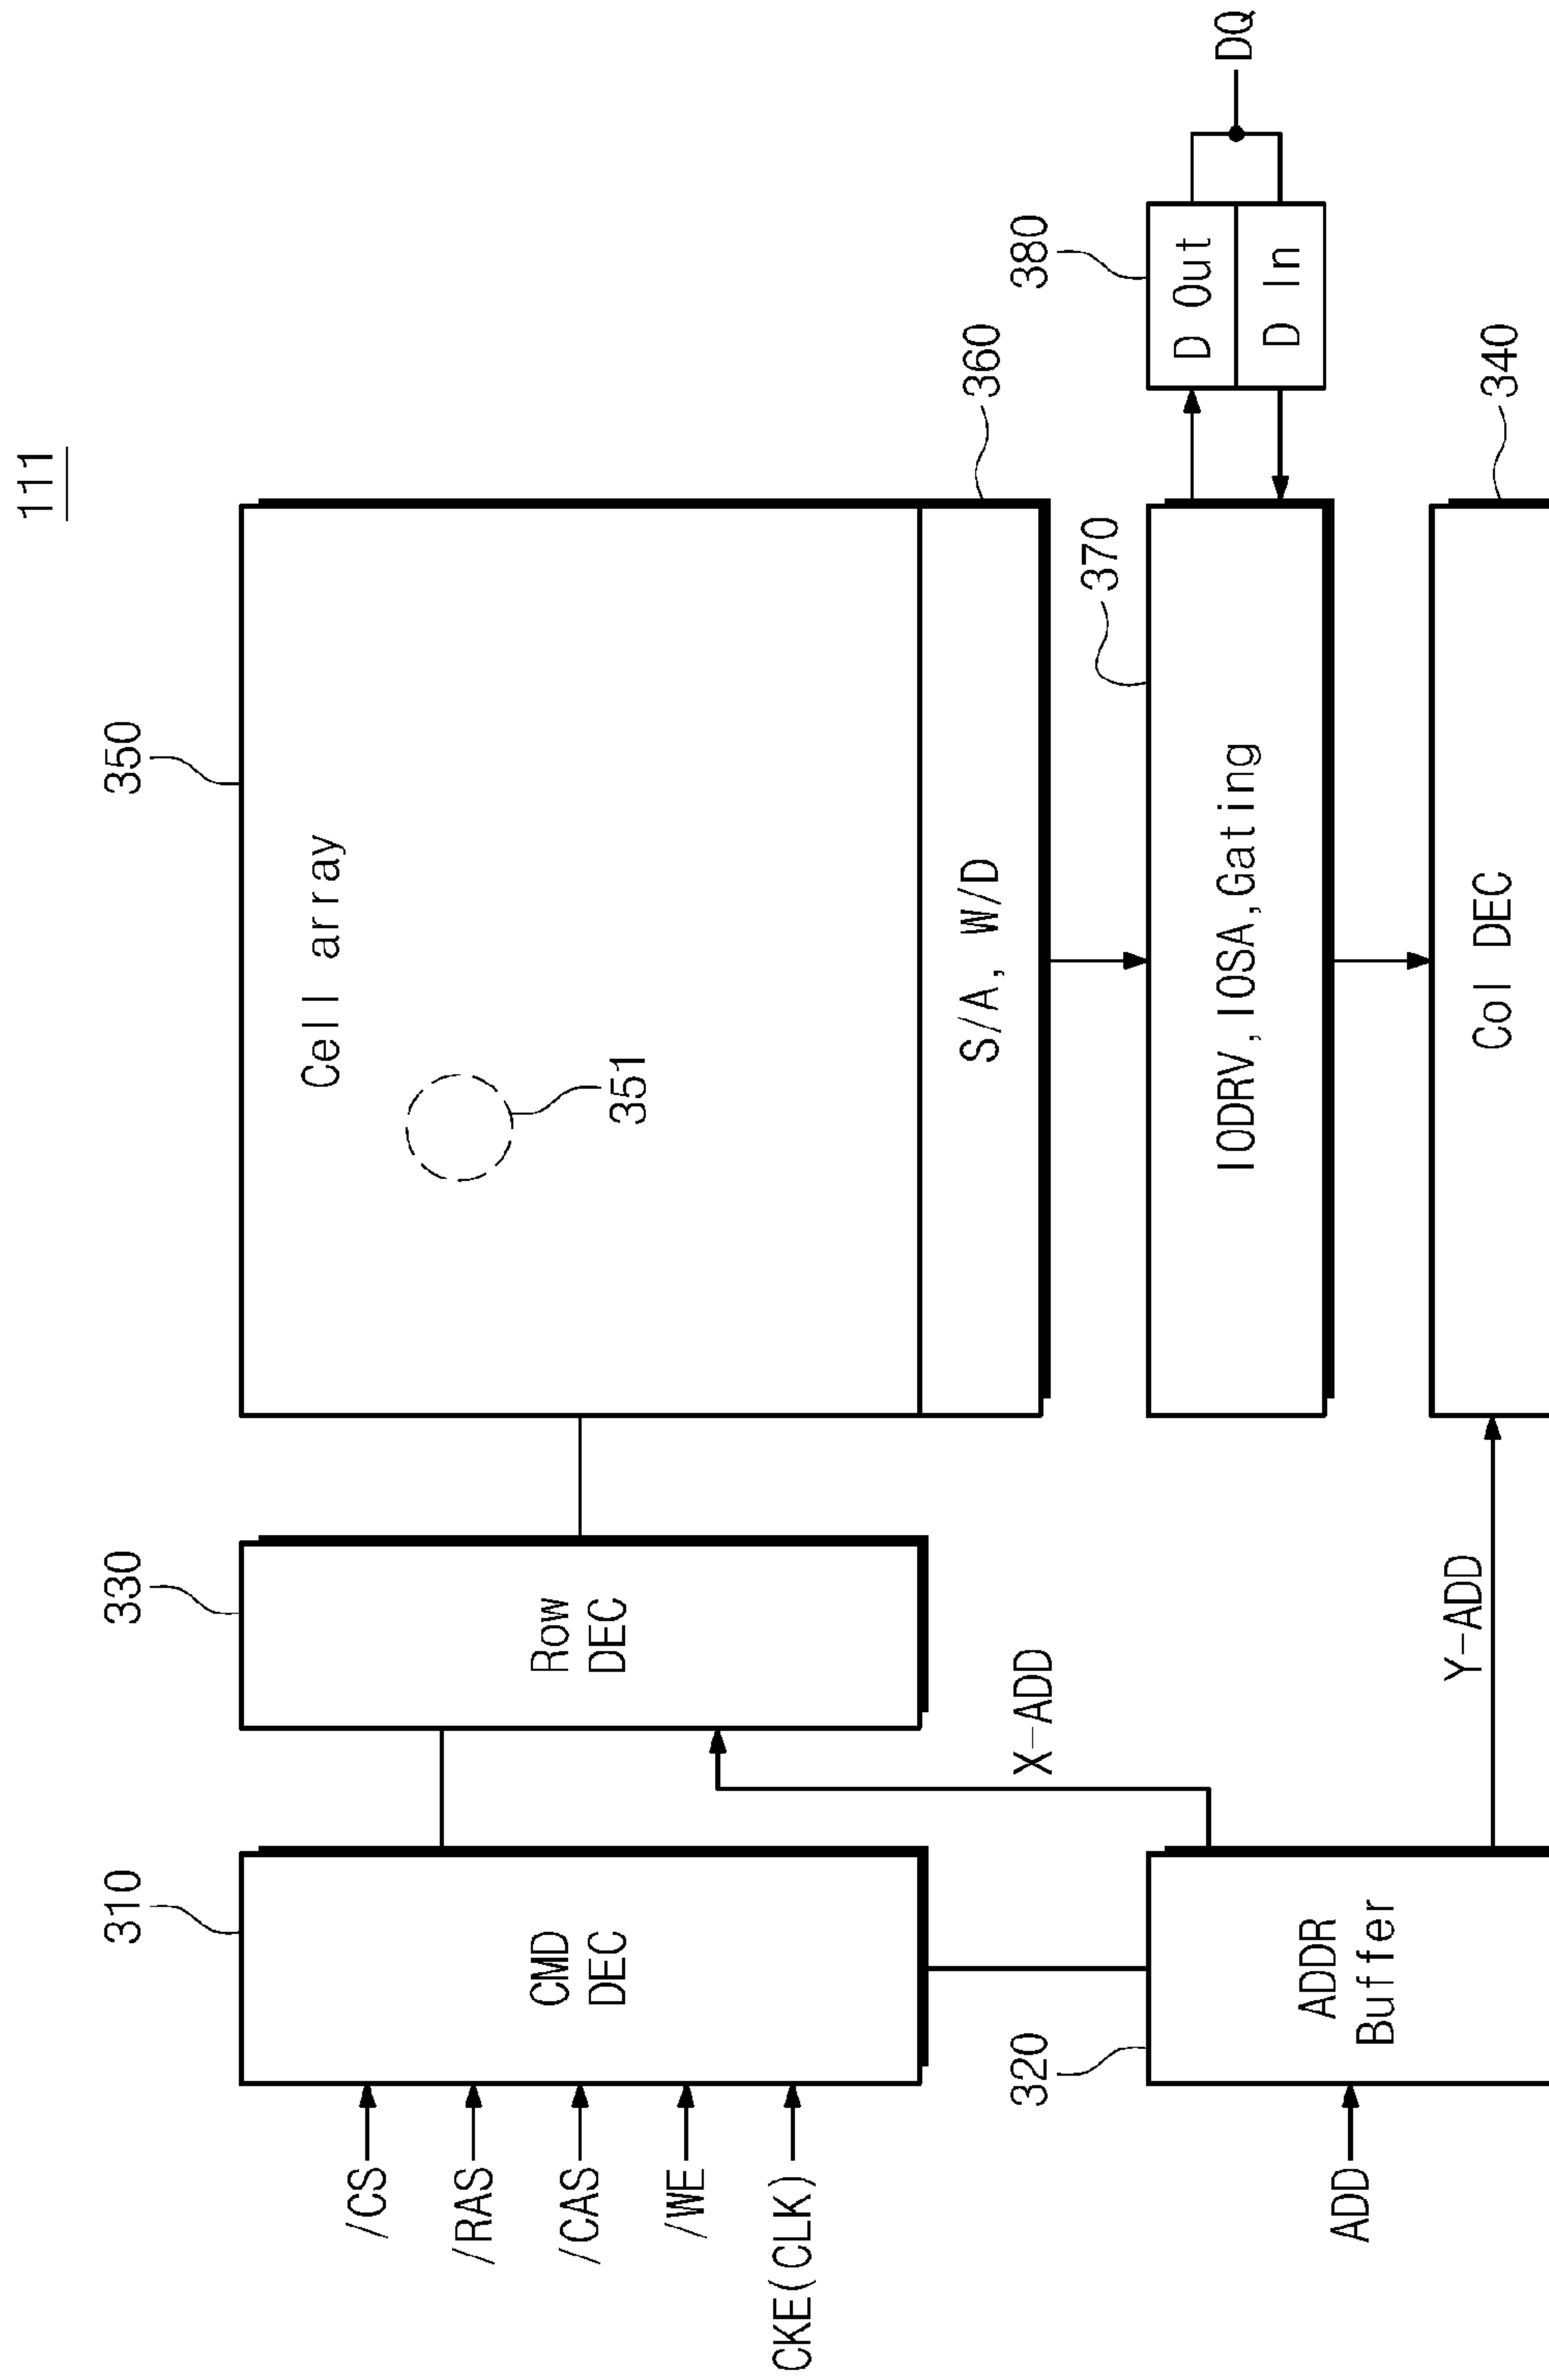 111
310
330
350
/CS
/RAS
/CAS
/WE
CKE(CLK)
CMD
DEC
Row
DEC
Cell array
351
S/A, W/D
360
X-ADD
320
ADD
ADDR
Buffer
370
IODRV,IOSA,Gating
380
D Out
D In
DQ
Y-ADD
Col DEC
340